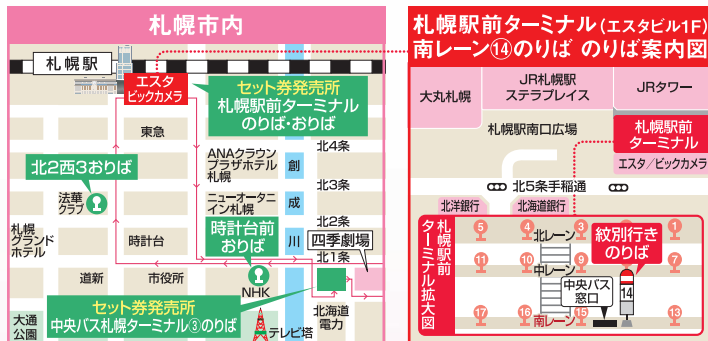 札幌市内
札幌駅
エスタ
ビックカメラ
セット券発売所
札幌駅前ターミナル
のりば・おりば
東急
北4条
ANAクラウン
プラザホテル
札幌
創
成
川
北3条
北2西3おりば
法華
クラブ
ニューオータニ
イン札幌
北2条
札幌
グランド
ホテル
時計台
時計台前
おりば
四季劇場
北1条
道新
市役所
NHK
セット券発売所
中央バス札幌ターミナル③のりば
北海道
電力
大通
公園
テレビ塔
札幌駅前ターミナル(エスタビル1F)
南レーン⑭のりば のりば案内図
大丸札幌
JR札幌駅
ステラプレイス
JRタワー
札幌駅南口広場
札幌駅前
ターミナル
エスタ/ビックカメラ
北5条手稲通
北洋銀行
北海道銀行
札幌駅前
ターミナル拡大図
5
4
北レーン
3
1
紋別行き
のりば
11
10
中レーン
9
7
中央バス
窓口
14
17
16
南レーン
15
13